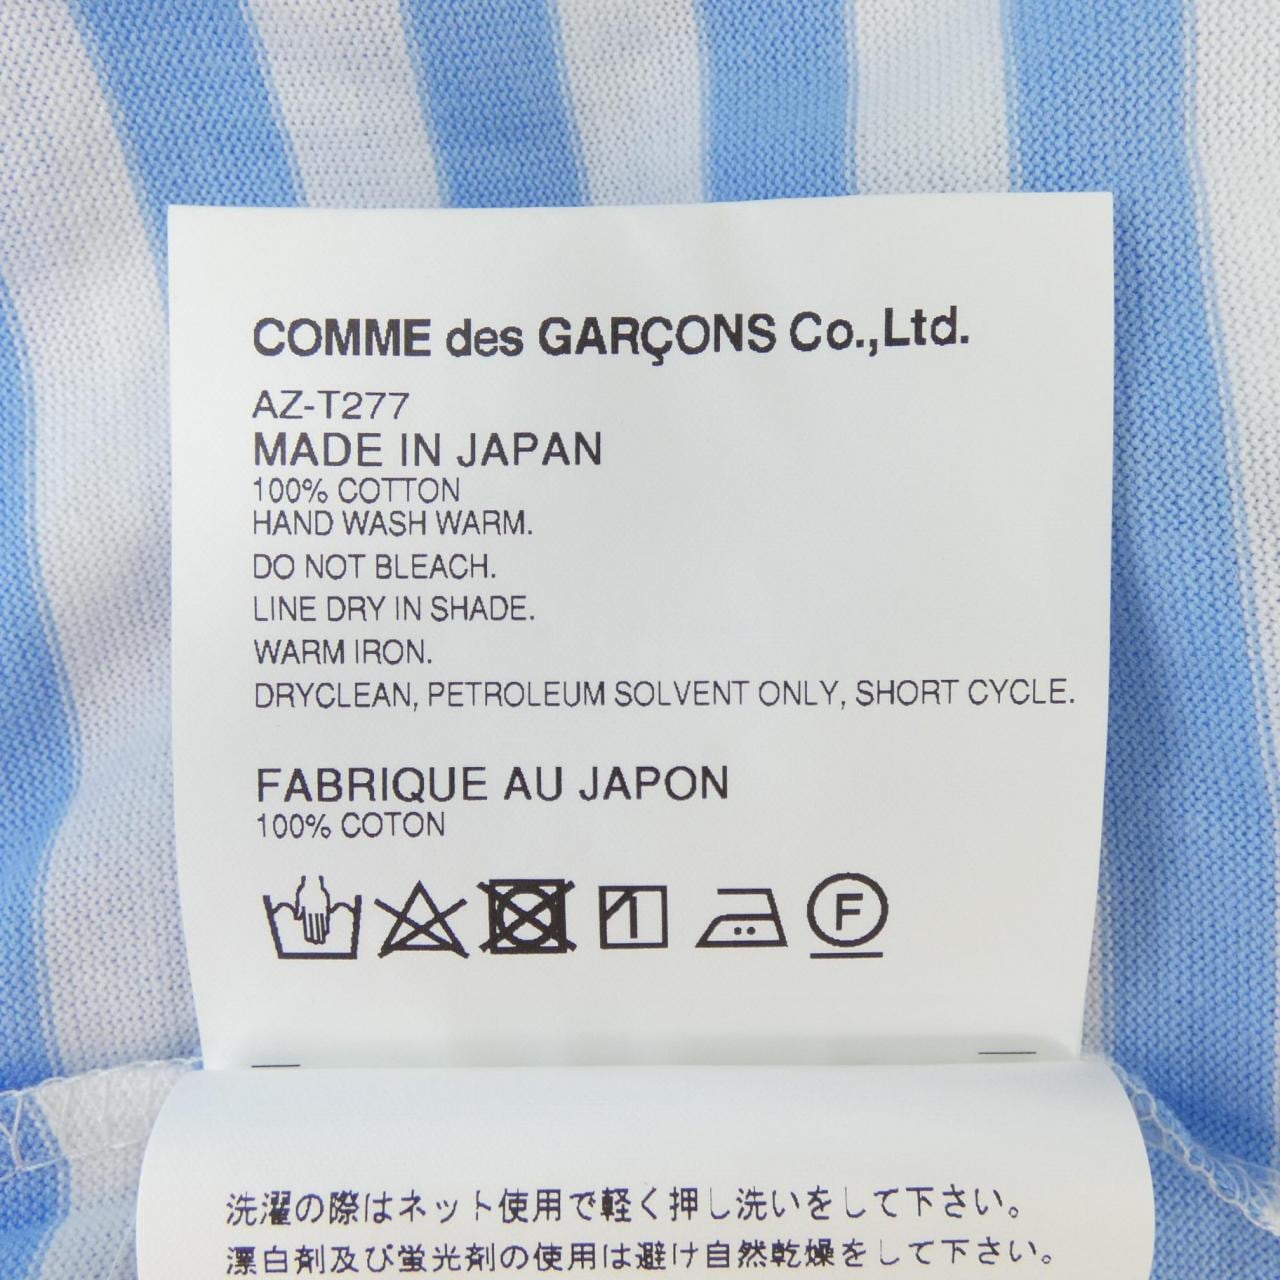 COMME des GARÇONS Co.,Ltd.
AZ-T277
MADE IN JAPAN
100% COTTON
HAND WASH WARM.
DO NOT BLEACH.
LINE DRY IN SHADE.
WARM IRON.
DRYCLEAN, PETROLEUM SOLVENT ONLY, SHORT CYCLE.
FABRIQUE AU JAPON
100% COTON
F
洗濯の際はネット使用で軽く押し洗いをして下さい。
漂白剤及び蛍光剤の使用は避け自然乾燥をして下さい。